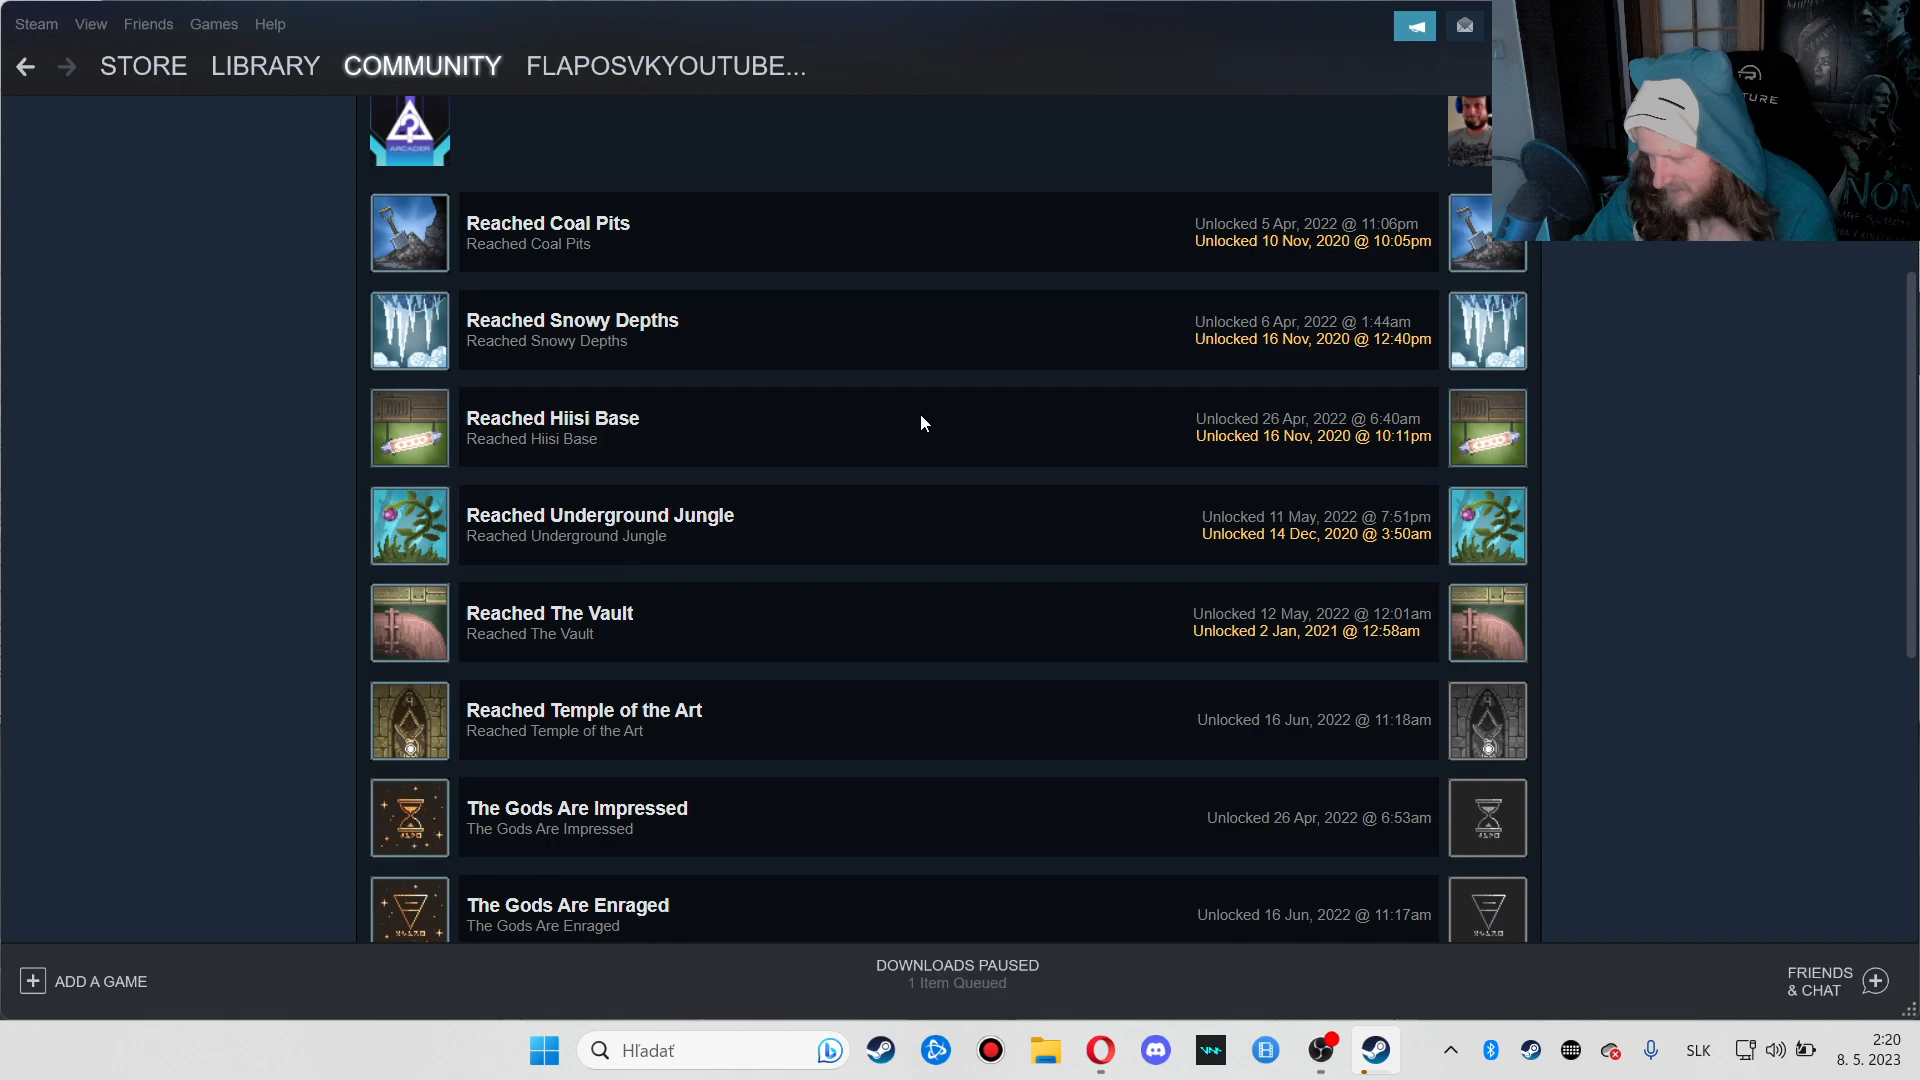 Steam View Friends Games Help
STORE LIBRARY COMMUNITY FLAPOSVKYOUTUBE...
ARCADER
TURE
Reached Coal Pits
Reached Coal Pits
Unlocked 5 Apr, 2022 @ 11:06pm
Unlocked 10 Nov, 2020 @ 10:05pm
Reached Snowy Depths
Reached Snowy Depths
Unlocked 6 Apr, 2022 @ 1:44am
Unlocked 16 Nov, 2020 @ 12:40pm
Reached Hiisi Base
Reached Hiisi Base
Unlocked 26 Apr, 2022 @ 6:40am
Unlocked 16 Nov, 2020 @ 10:11pm
Reached Underground Jungle
Reached Underground Jungle
Unlocked 11 May, 2022 @ 7:51pm
Unlocked 14 Dec, 2020 @ 3:50am
Reached The Vault
Reached The Vault
Unlocked 12 May, 2022 @ 12:01am
Unlocked 2 Jan, 2021 @ 12:58am
Reached Temple of the Art
Reached Temple of the Art
Unlocked 16 Jun, 2022 @ 11:18am
The Gods Are Impressed
The Gods Are Impressed
Unlocked 26 Apr, 2022 @ 6:53am
The Gods Are Enraged
The Gods Are Enraged
Unlocked 16 Jun, 2022 @ 11:17am
ADD A GAME
DOWNLOADS PAUSED
1 Item Queued
FRIENDS
& CHAT
Hľadať
SLK
2:20
8. 5. 2023